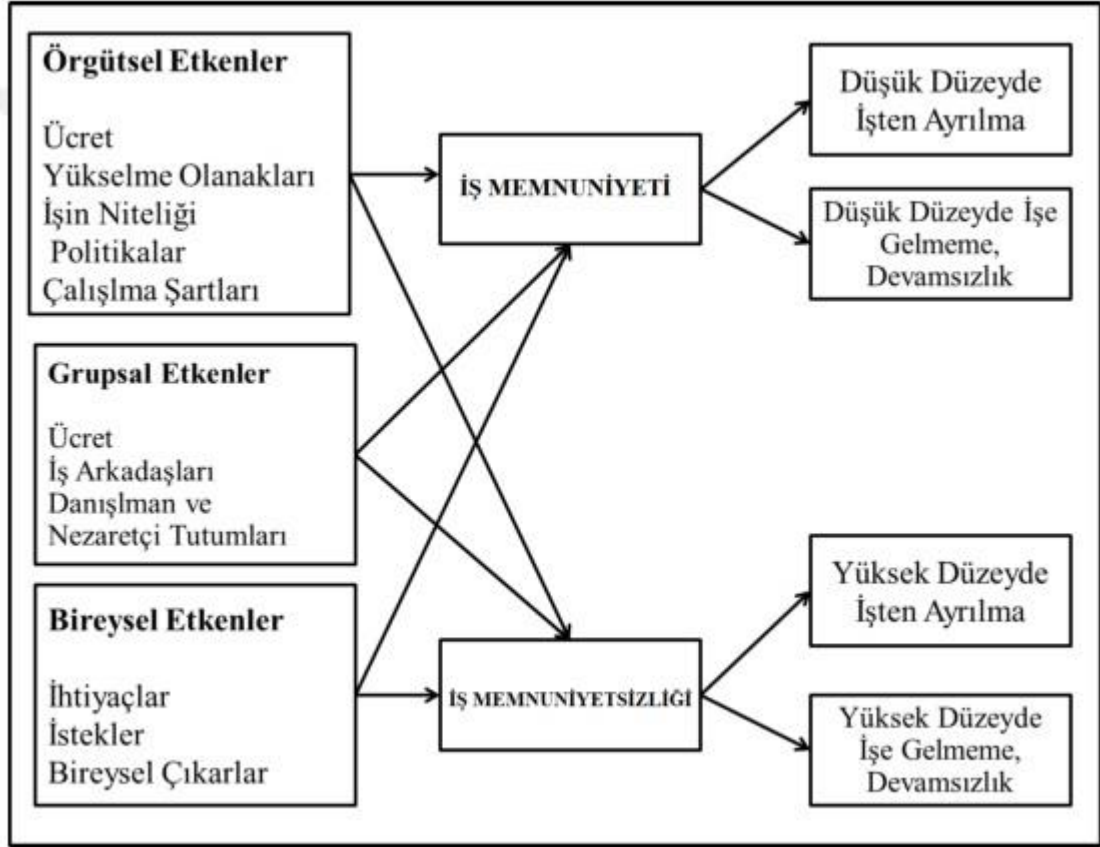 Örgütsel Etkenler
Ücret
Yükselme Olanakları
İşin Niteliği
Politikalar
Çalışlma Şartları
Grupsal Etkenler
Ücret
İş Arkadaşları
Danışlman ve
Nezaretçi Tutumları
Bireysel Etkenler
İhtiyaçlar
İstekler
Bireysel Çıkarlar
İŞ MEMNUNİYETİ
İŞ MEMNUNİYETSİZLİĞİ
Düşük Düzeyde
İşten Ayrılma
Düşük Düzeyde İşe
Gelmeme,
Devamsızlık
Yüksek Düzeyde
İşten Ayrılma
Yüksek Düzeyde
İşe Gelmeme,
Devamsızlık